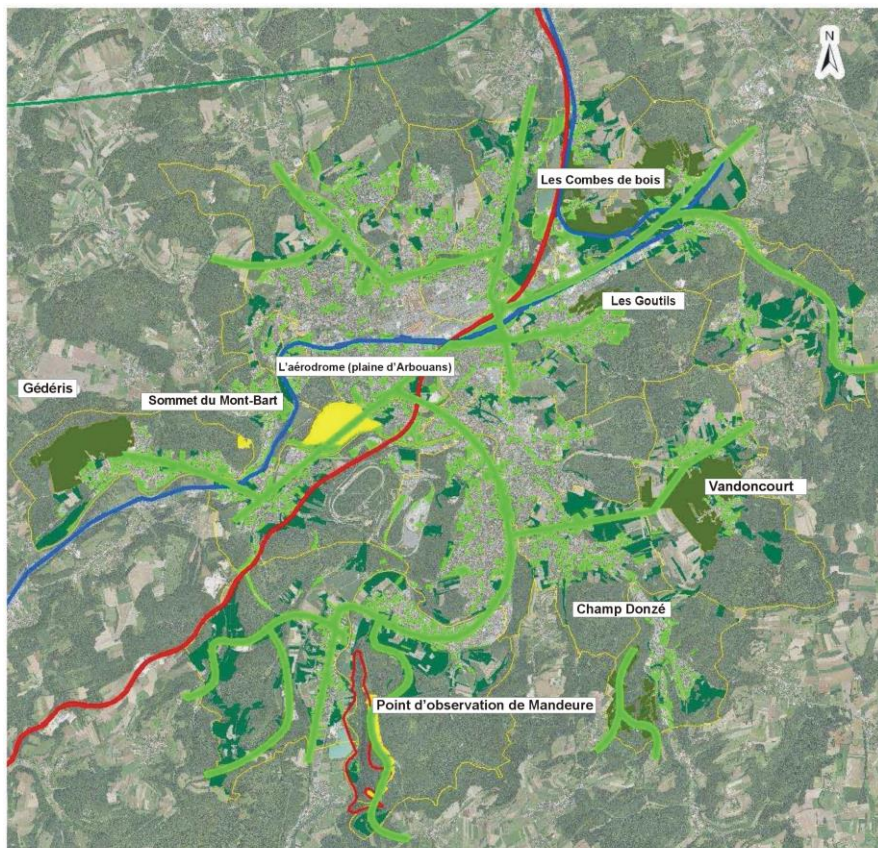 N
Les Combes de bois
Les Goutils
L'aérodrome (plaine d'Arbouans)
Gédéris
Sommet du Mont-Bart
Vandoncourt
Champ Donzé
Point d'observation de Mandeure